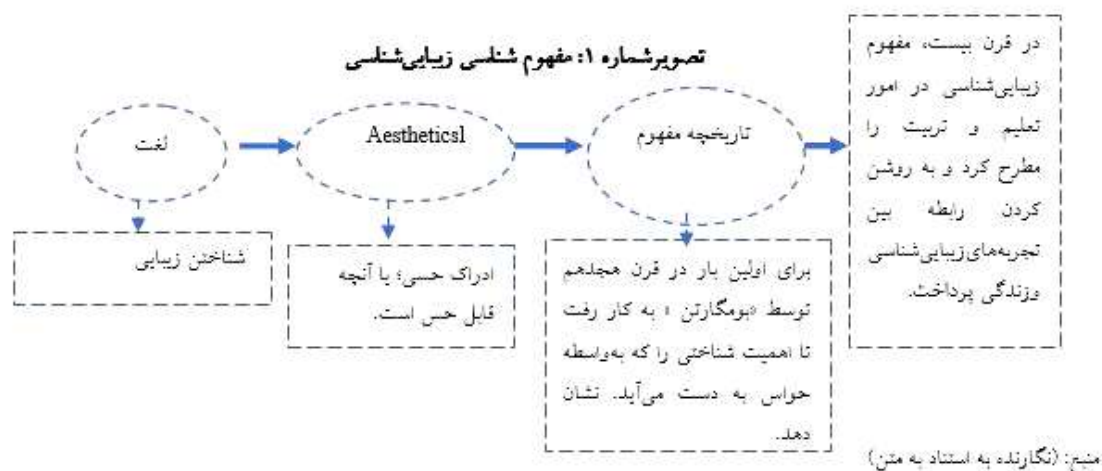 تصویرشماره ۱: مفهوم شناسی زیبایی‌شناسی
لغت
Aestheticsl
تاریخچه مفهوم
در قرن بیست، مفهوم
زیبایی‌شناسی در امور
تعلیم و تربیت را
مطرح کرد و به روشن
کردن رابطه بین
تجربه‌های‌زیبایی‌شناسی
وزندگی پرداخت.
شناختن زیبایی
ادراک حسی؛ یا آنچه
قابل حس است.
برای اولین بار در قرن هجدهم
توسط «بومگارتن » به کار رفت
تا اهمیت شناختی را که به‌واسطه
حواس به دست می‌آید. نشان
دهد.
منبع: (نگارنده به استناد به متن)